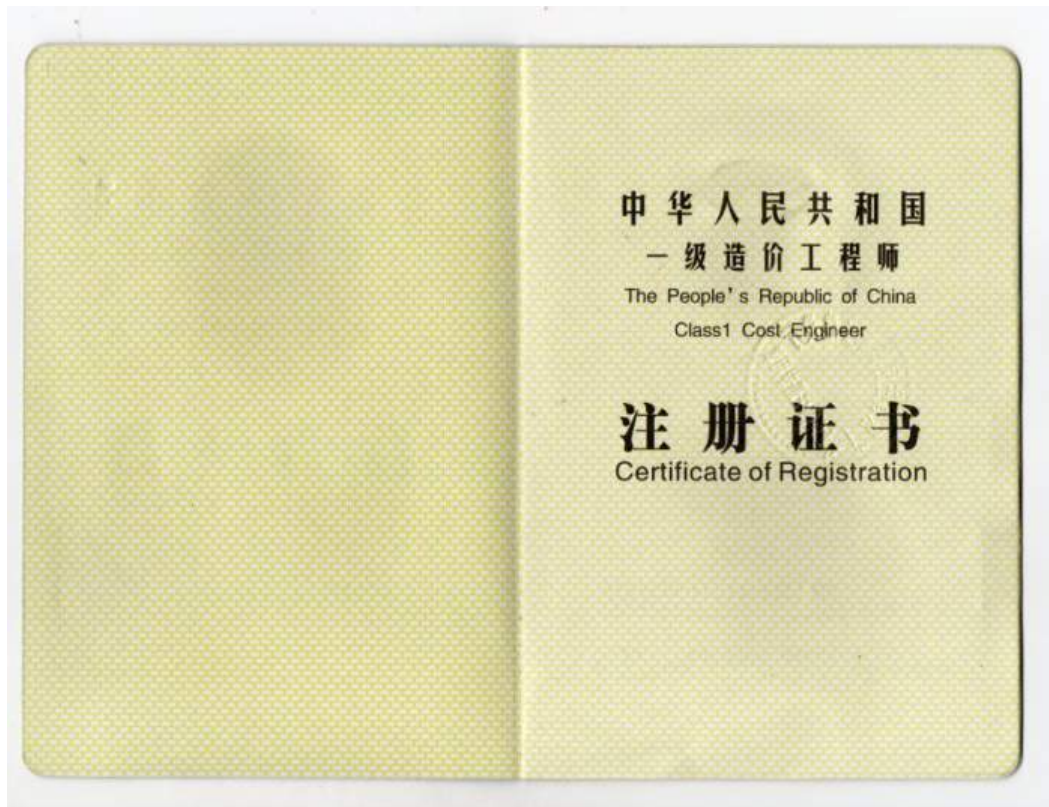 中华人民共和国
一级造价工程师
The People's Republic of China
Class1 Cost Engineer
注册证书
Certificate of Registration